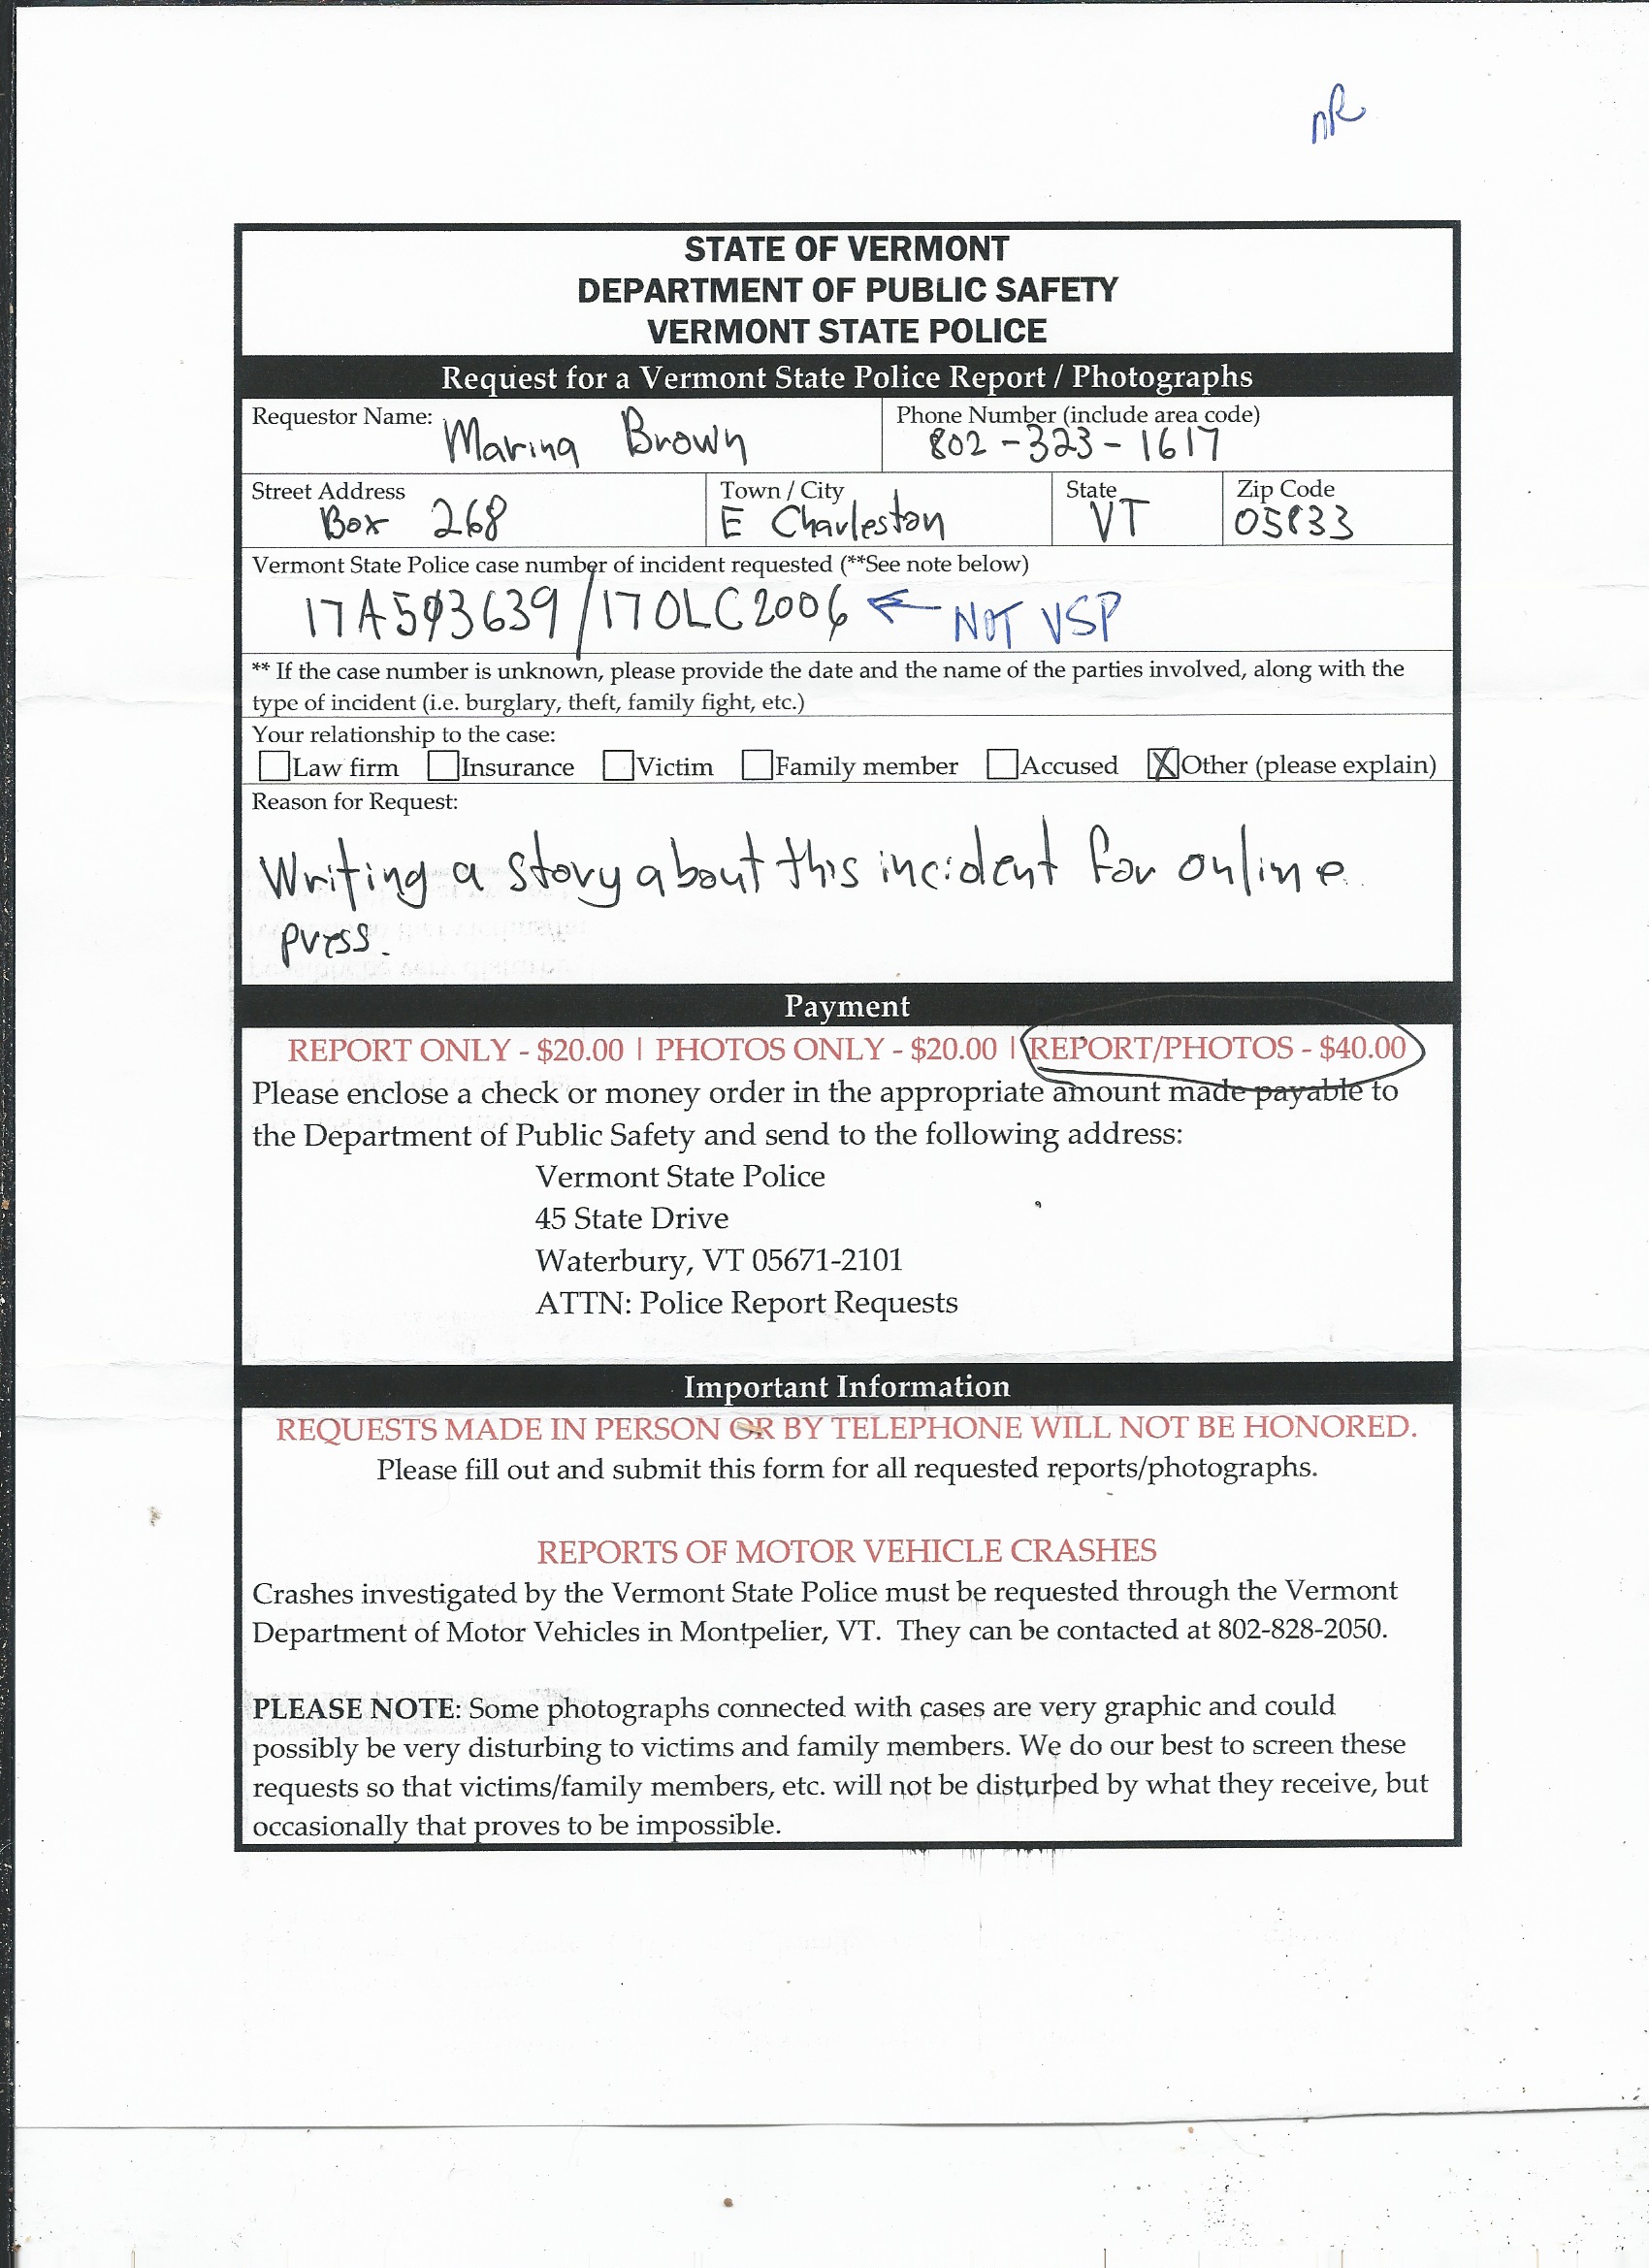 nR
STATE OF VERMONT
DEPARTMENT OF PUBLIC SAFETY
VERMONT STATE POLICE
Request for a Vermont State Police Report / Photographs
Requestor Name: Marina Brown Phone Number (include area code) 802-323-1617
Street Address Box 268 Town / City E Charleston State VT Zip Code 05833
Vermont State Police case number of incident requested (**See note below)
17A503639/17OLC2006 ← NOT VSP
** If the case number is unknown, please provide the date and the name of the parties involved, along with the
type of incident (i.e. burglary, theft, family fight, etc.)
Your relationship to the case:
Law firm Insurance Victim Family member Accused X Other (please explain)
Reason for Request:
Writing a story about this incident for online
press.
Payment
REPORT ONLY - $20.00 | PHOTOS ONLY - $20.00 | REPORT/PHOTOS - $40.00
Please enclose a check or money order in the appropriate amount made payable to
the Department of Public Safety and send to the following address:
Vermont State Police
45 State Drive
Waterbury, VT 05671-2101
ATTN: Police Report Requests
Important Information
REQUESTS MADE IN PERSON OR BY TELEPHONE WILL NOT BE HONORED.
Please fill out and submit this form for all requested reports/photographs.
REPORTS OF MOTOR VEHICLE CRASHES
Crashes investigated by the Vermont State Police must be requested through the Vermont
Department of Motor Vehicles in Montpelier, VT. They can be contacted at 802-828-2050.
PLEASE NOTE: Some photographs connected with cases are very graphic and could
possibly be very disturbing to victims and family members. We do our best to screen these
requests so that victims/family members, etc. will not be disturbed by what they receive, but
occasionally that proves to be impossible.